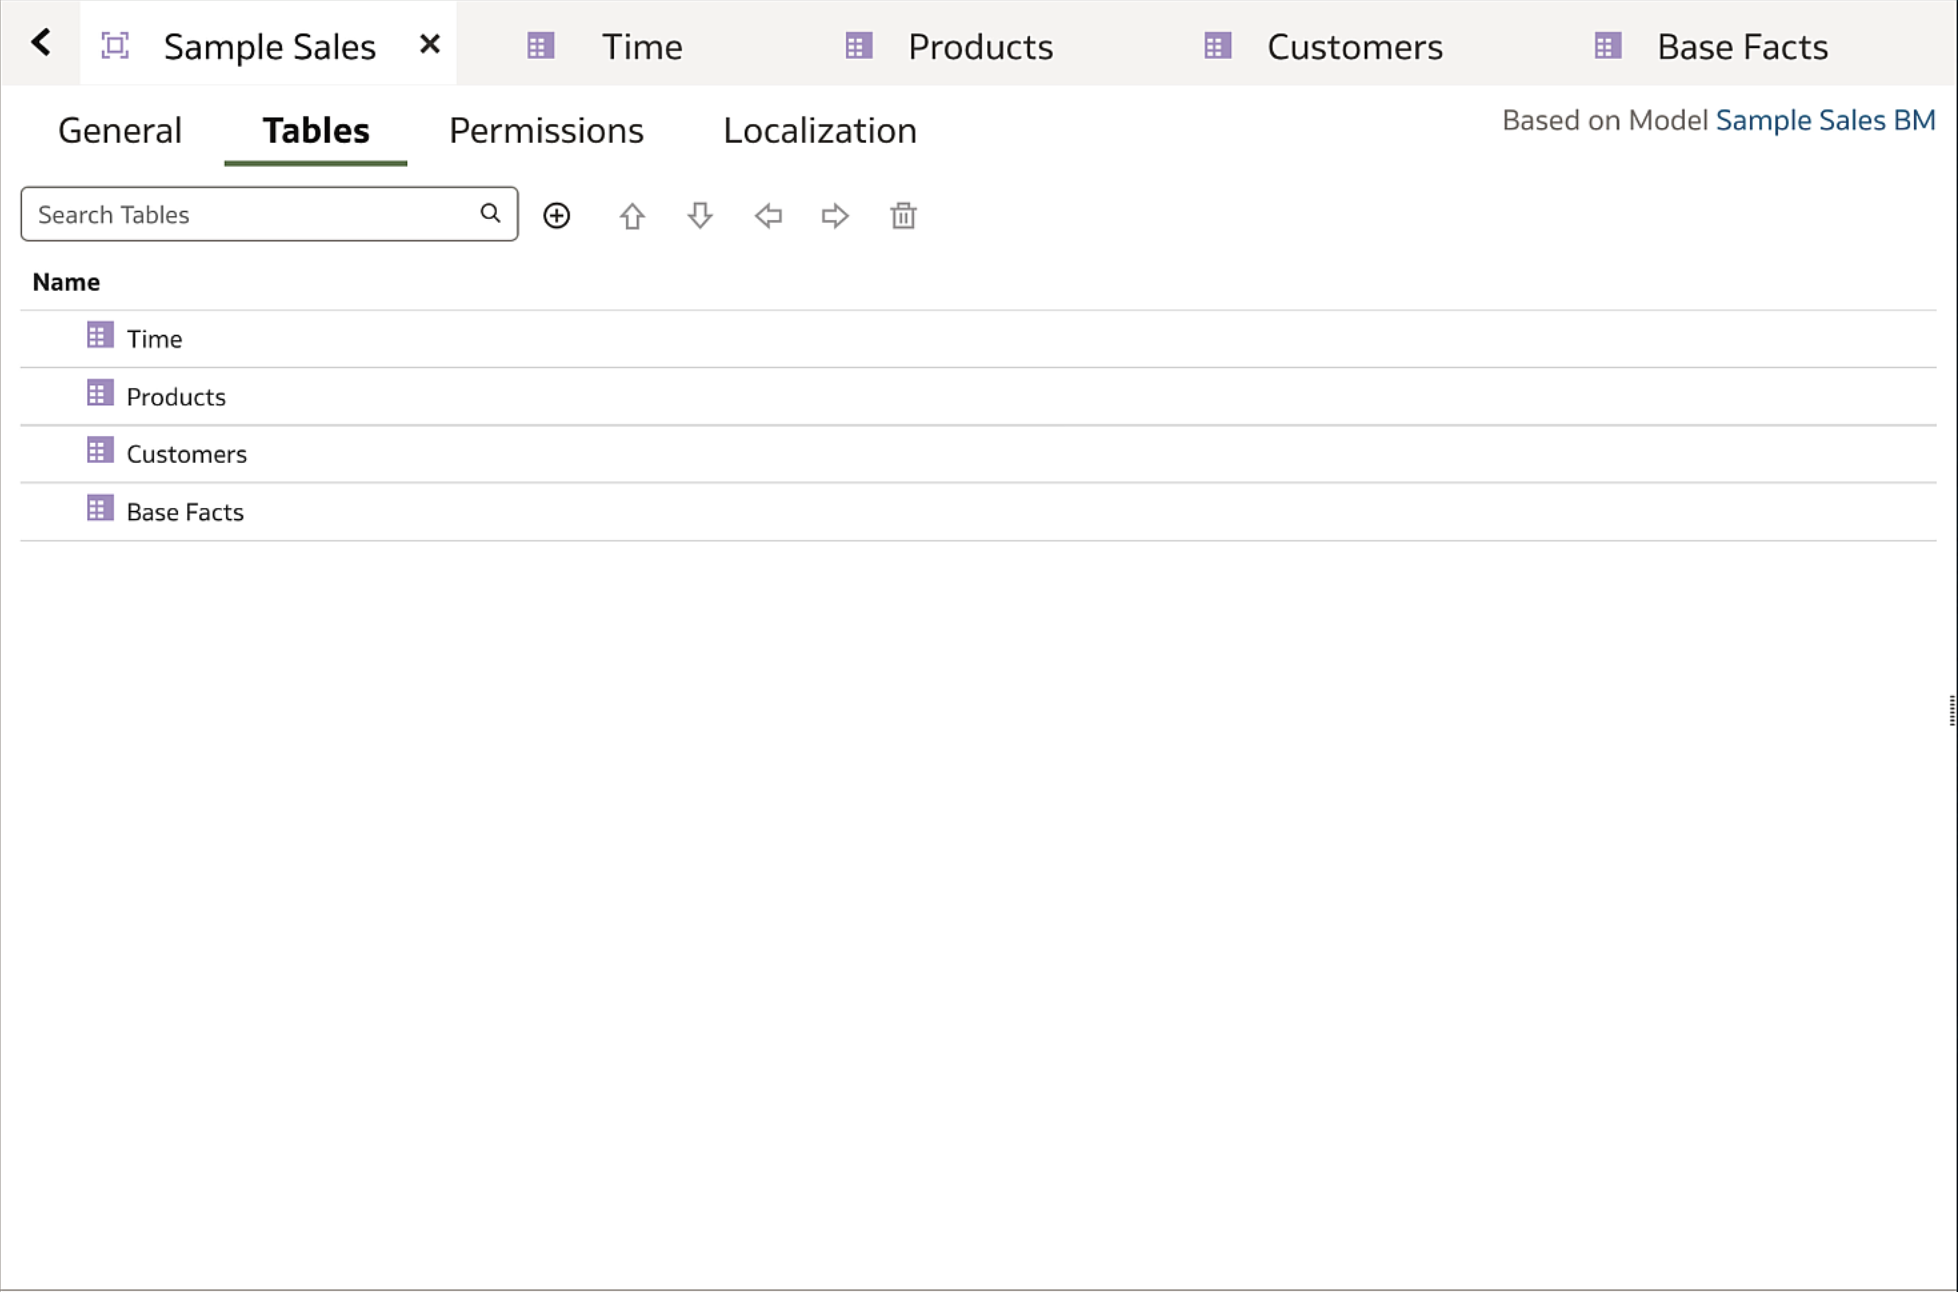 Sample Sales Time Products Customers Base Facts
General Tables Permissions Localization Based on Model Sample Sales BM
Search Tables
Name
Time
Products
Customers
Base Facts